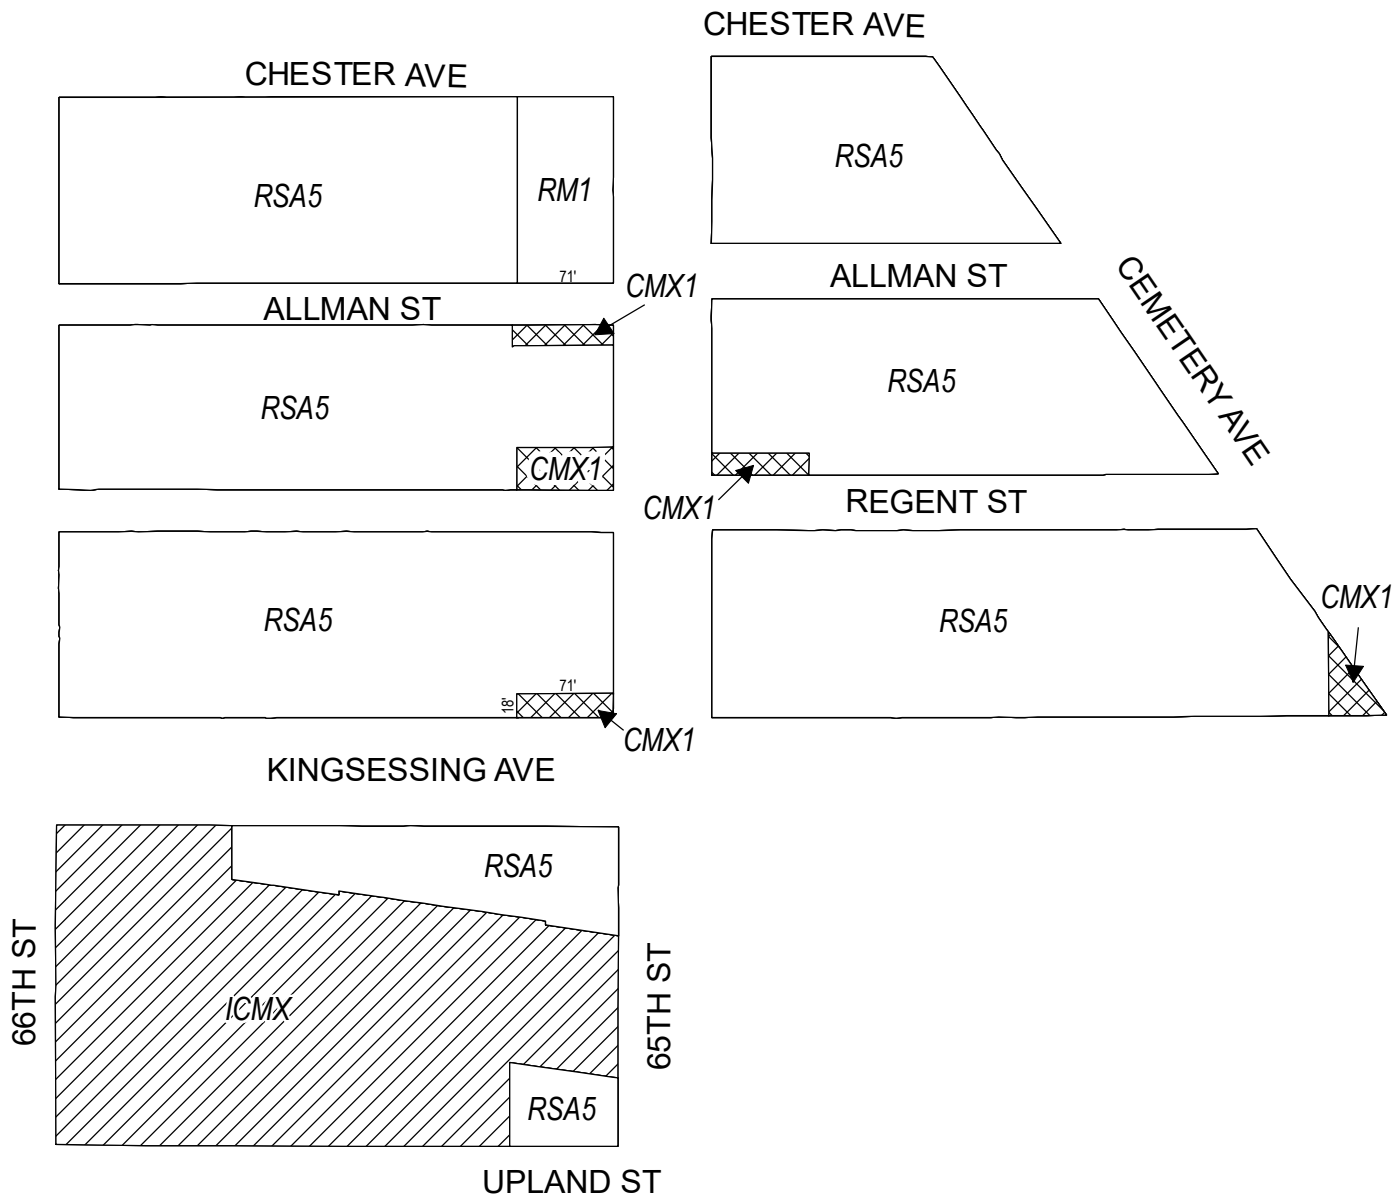 CHESTER AVE
CHESTER AVE
RSA5
RSA5
RM1
71'
CMX1
ALLMAN ST
ALLMAN ST
CEMETERY AVE
RSA5
RSA5
CMX1
CMX1
REGENT ST
RSA5
RSA5
CMX1
71'
18'
CMX1
KINGSESSING AVE
RSA5
66TH ST
ICMX
65TH ST
RSA5
UPLAND ST